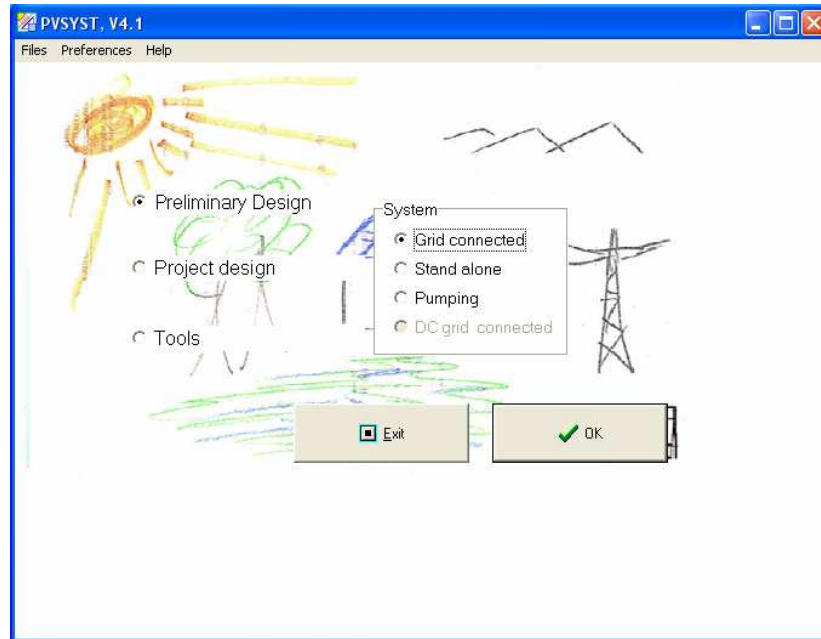 PVSYST, V4.1
Files Preferences Help
Preliminary Design
System
Grid connected
Project design
Stand alone
Pumping
DC grid connected
Tools
Exit
OK